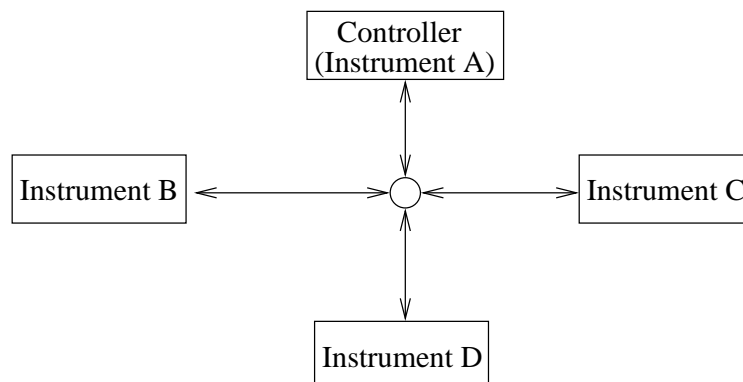 Controller
(Instrument A)
Instrument B
Instrument C
Instrument D